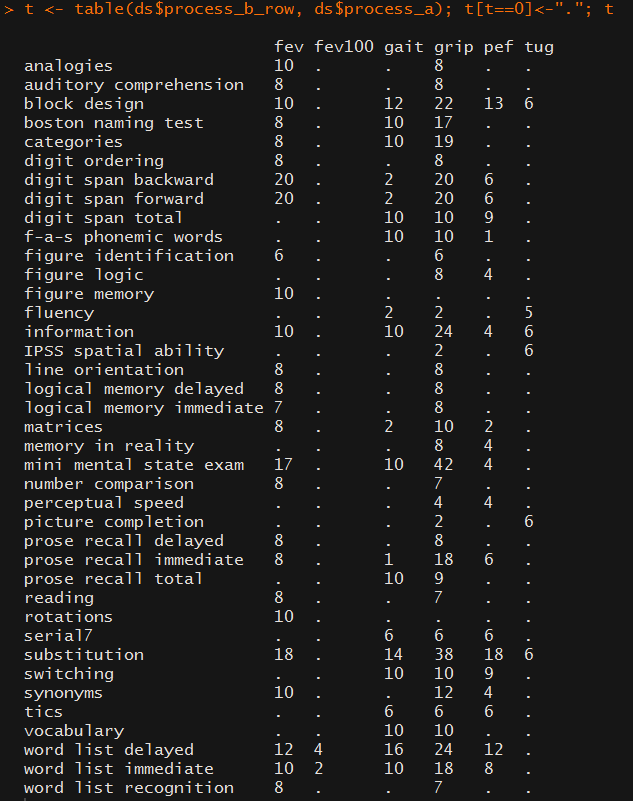 > t <- table(ds$process_b_row, ds$process_a); t[t==0]<-"."; t
fev fev100 gait grip pef tug
analogies 10 . . 8 . .
auditory comprehension 8 . . 8 . .
block design 10 . 12 22 13 6
boston naming test 8 . 10 17 . .
categories 8 . 10 19 . .
digit ordering 8 . . 8 . .
digit span backward 20 . 2 20 6 .
digit span forward 20 . 2 20 6 .
digit span total . . 10 10 9 .
f-a-s phonemic words . . 10 10 1 .
figure identification 6 . . 6 . .
figure logic . . . 8 4 .
figure memory 10 . . . . .
fluency . . 2 2 . 5
information 10 . 10 24 4 6
IPSS spatial ability . . . 2 . 6
line orientation 8 . . 8 . .
logical memory delayed 8 . . 8 . .
logical memory immediate 7 . . 8 . .
matrices 8 . 2 10 2 .
memory in reality . . . 8 4 .
mini mental state exam 17 . 10 42 4 .
number comparison 8 . . 7 . .
perceptual speed . . . 4 4 .
picture completion . . . 2 . 6
prose recall delayed 8 . . 8 . .
prose recall immediate 8 . 1 18 6 .
prose recall total . . 10 9 . .
reading 8 . . 7 . .
rotations 10 . . . . .
serial7 . . 6 6 6 .
substitution 18 . 14 38 18 6
switching . . 10 10 9 .
synonyms 10 . . 12 4 .
tics . . 6 6 6 .
vocabulary . . 10 10 . .
word list delayed 12 4 16 24 12 .
word list immediate 10 2 10 18 8 .
word list recognition 8 . . 7 . .